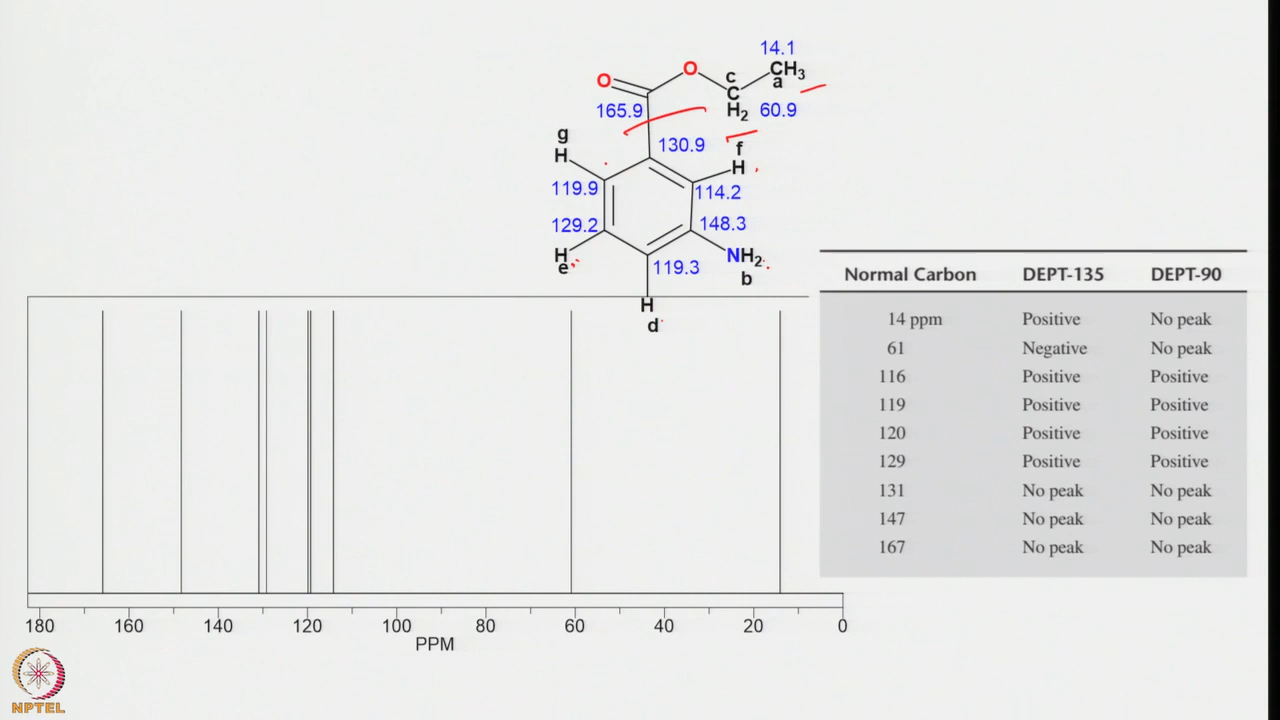 14.1
O
O
c
CH3
a
C
H2
60.9
165.9
g
H
130.9
f
H
119.9
114.2
129.2
148.3
H
e
119.3
NH2
b
H
d
Normal Carbon DEPT-135 DEPT-90
14 ppm Positive No peak
61 Negative No peak
116 Positive Positive
119 Positive Positive
120 Positive Positive
129 Positive Positive
131 No peak No peak
147 No peak No peak
167 No peak No peak
180 160 140 120 100 80 60 40 20 0
PPM
NPTEL